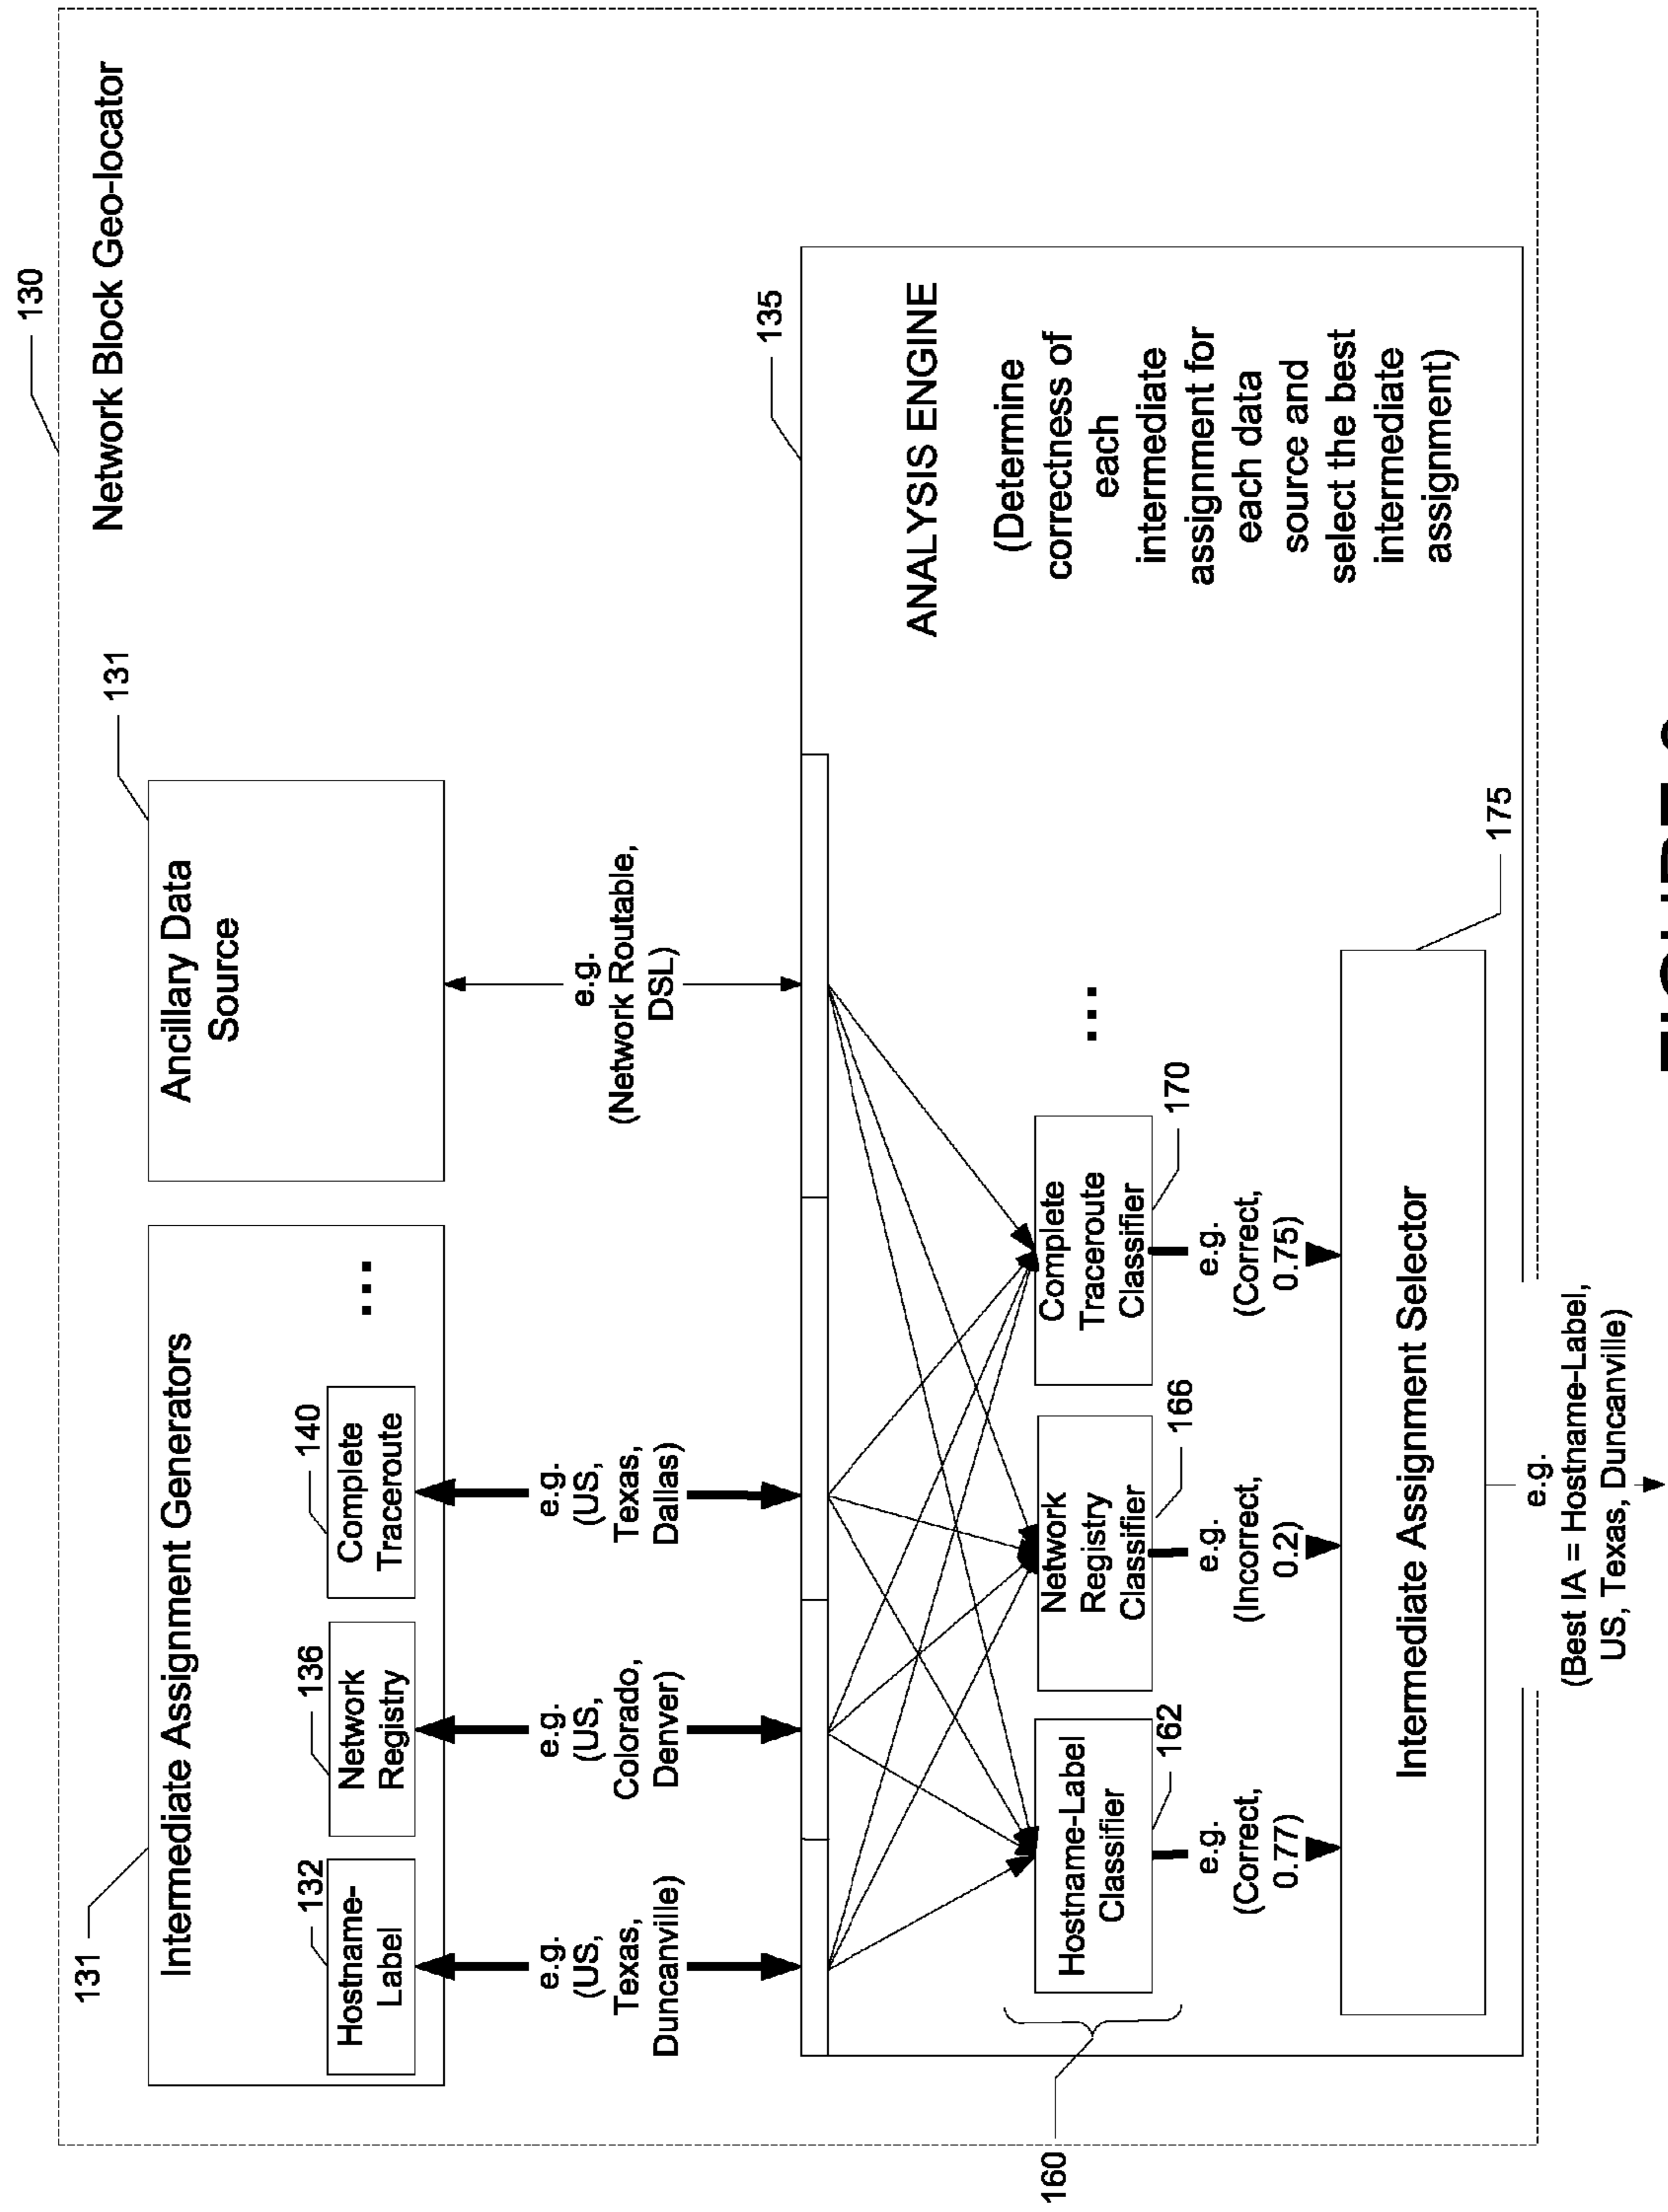 130
Network Block Geo-locator
131
131
Intermediate Assignment Generators
Ancillary Data
Source
132
Hostname-
Label
136
Network
Registry
140
Complete
Traceroute
...
e.g.
(US,
Texas,
Duncanville)
e.g.
(US,
Colorado,
Denver)
e.g.
(US,
Texas,
Dallas)
e.g.
(Network Routable,
DSL)
135
ANALYSIS ENGINE
(Determine
correctness of
each
intermediate
assignment for
each data
source and
select the best
intermediate
assignment)
160
Hostname-Label
Classifier
162
Network
Registry
Classifier
166
Complete
Traceroute
Classifier
170
...
e.g.
(Correct,
0.77)
e.g.
(Incorrect,
0.2)
e.g.
(Correct,
0.75)
175
Intermediate Assignment Selector
e.g.
(Best IA = Hostname-Label,
US, Texas, Duncanville)